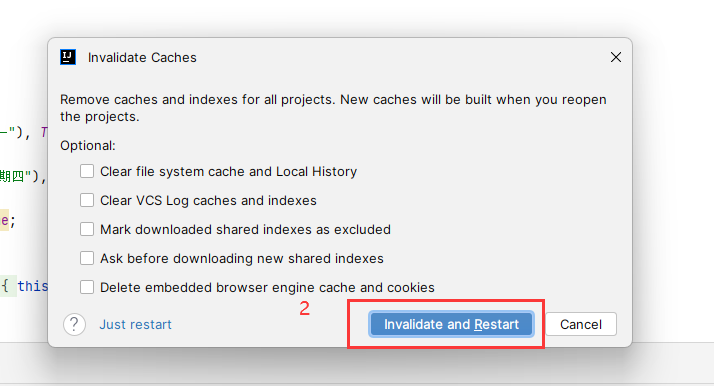 IJ
Invalidate Caches
Remove caches and indexes for all projects. New caches will be built when you reopen
the projects.
一"), T
Optional:
Clear file system cache and Local History
期四"),
Clear VCS Log caches and indexes
e;
Mark downloaded shared indexes as excluded
Ask before downloading new shared indexes
{ this
Delete embedded browser engine cache and cookies
2
? Just restart Invalidate and Restart Cancel